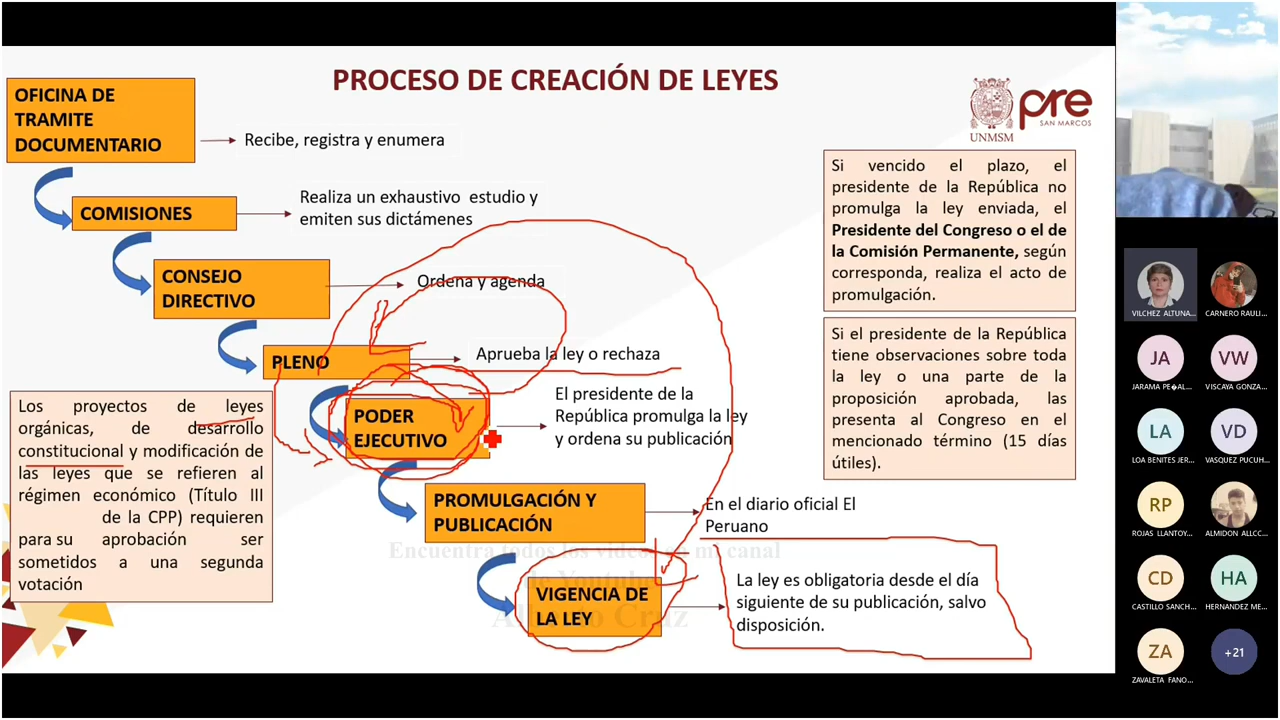 PROCESO DE CREACIÓN DE LEYES
OFICINA DE
TRAMITE
DOCUMENTARIO
Recibe, registra y enumera
COMISIONES
Realiza un exhaustivo estudio y
emiten sus dictámenes
CONSEJO
DIRECTIVO
Ordena y agenda
PLENO
Aprueba la ley o rechaza
PODER
EJECUTIVO
El presidente de la
República promulga la ley
y ordena su publicación
PROMULGACIÓN Y
PUBLICACIÓN
En el diario oficial El
Peruano
VIGENCIA DE
LA LEY
La ley es obligatoria desde el día
siguiente de su publicación, salvo
disposición.
Los proyectos de leyes
orgánicas, de desarrollo
constitucional y modificación de
las leyes que se refieren al
régimen económico (Título III
de la CPP) requieren
para su aprobación ser
sometidos a una segunda
votación
UNMSM
pre
SAN MARCOS
Si vencido el plazo, el
presidente de la República no
promulga la ley enviada, el
Presidente del Congreso o el de
la Comisión Permanente, según
corresponda, realiza el acto de
promulgación.
Si el presidente de la República
tiene observaciones sobre toda
la ley o una parte de la
proposición aprobada, las
presenta al Congreso en el
mencionado término (15 días
útiles).
Encuentra todos los videos en mi canal
de Youtube
Cruz
VILCHEZ ALTUNA...
CARNERO RAULI...
JA
VW
JARAMA PE�AL...
VISCAYA GONZA...
LA
VD
LOA BENITES JER...
VASQUEZ PUCUH...
RP
ROJAS LLANTOY...
ALMIDON ALLCC...
CD
HA
CASTILLO SANCH...
HERNANDEZ ME...
ZA
+21
ZAVALETA FANO...